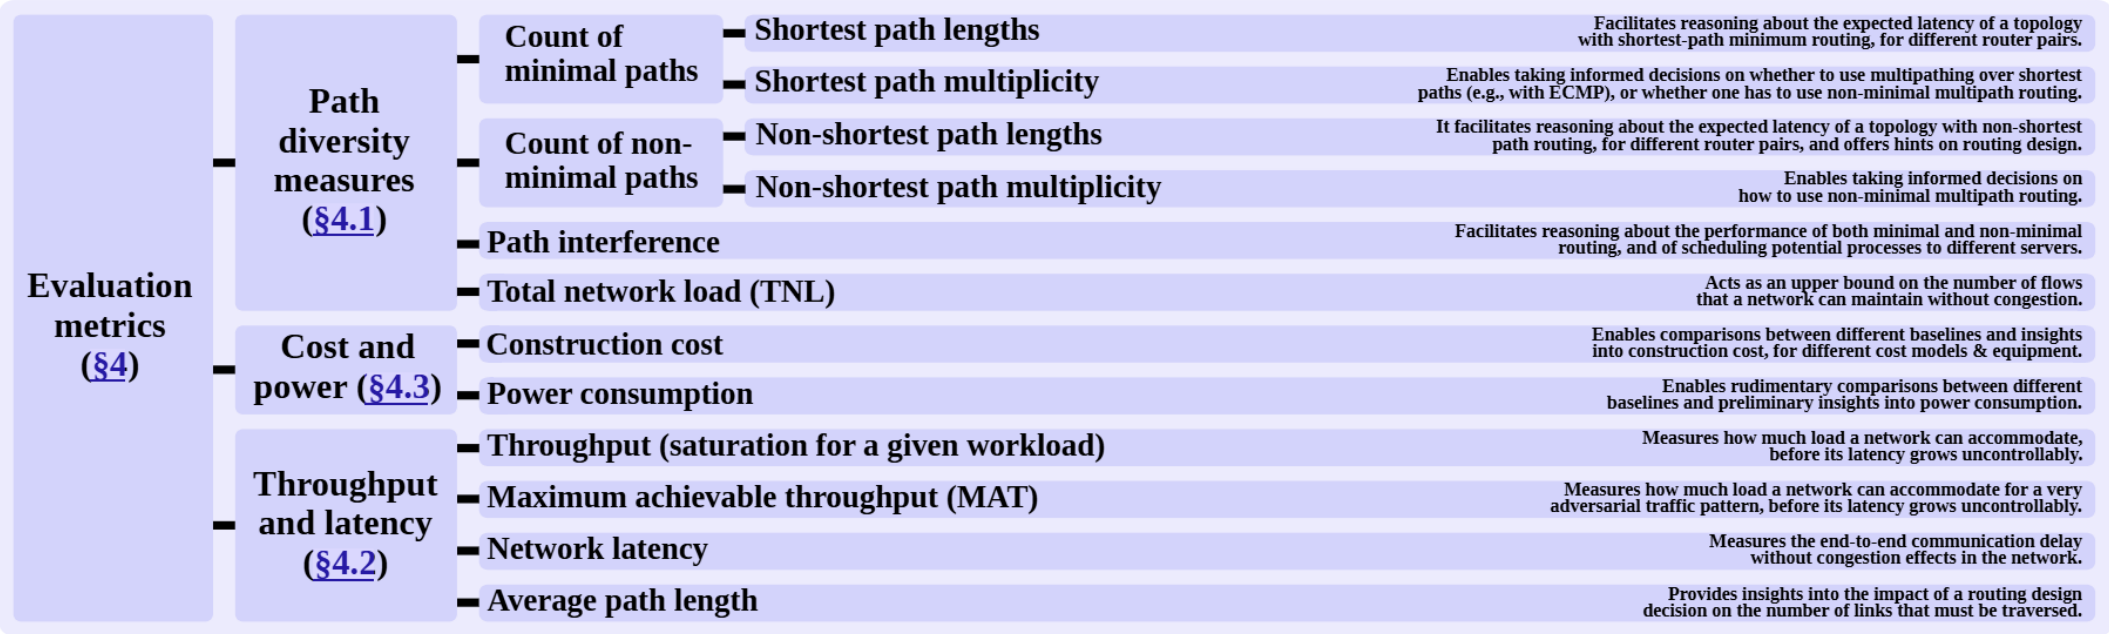 Evaluation
metrics
(§4)
Path
diversity
measures
(§4.1)
Count of
minimal paths
Shortest path lengths
Facilitates reasoning about the expected latency of a topology
with shortest-path minimum routing, for different router pairs.
Shortest path multiplicity
Enables taking informed decisions on whether to use multipathing over shortest
paths (e.g., with ECMP), or whether one has to use non-minimal multipath routing.
Count of non-
minimal paths
Non-shortest path lengths
It facilitates reasoning about the expected latency of a topology with non-shortest
path routing, for different router pairs, and offers hints on routing design.
Non-shortest path multiplicity
Enables taking informed decisions on
how to use non-minimal multipath routing.
Path interference
Facilitates reasoning about the performance of both minimal and non-minimal
routing, and of scheduling potential processes to different servers.
Total network load (TNL)
Acts as an upper bound on the number of flows
that a network can maintain without congestion.
Cost and
power (§4.3)
Construction cost
Enables comparisons between different baselines and insights
into construction cost, for different cost models & equipment.
Power consumption
Enables rudimentary comparisons between different
baselines and preliminary insights into power consumption.
Throughput
and latency
(§4.2)
Throughput (saturation for a given workload)
Measures how much load a network can accommodate,
before its latency grows uncontrollably.
Maximum achievable throughput (MAT)
Measures how much load a network can accommodate for a very
adversarial traffic pattern, before its latency grows uncontrollably.
Network latency
Measures the end-to-end communication delay
without congestion effects in the network.
Average path length
Provides insights into the impact of a routing design
decision on the number of links that must be traversed.